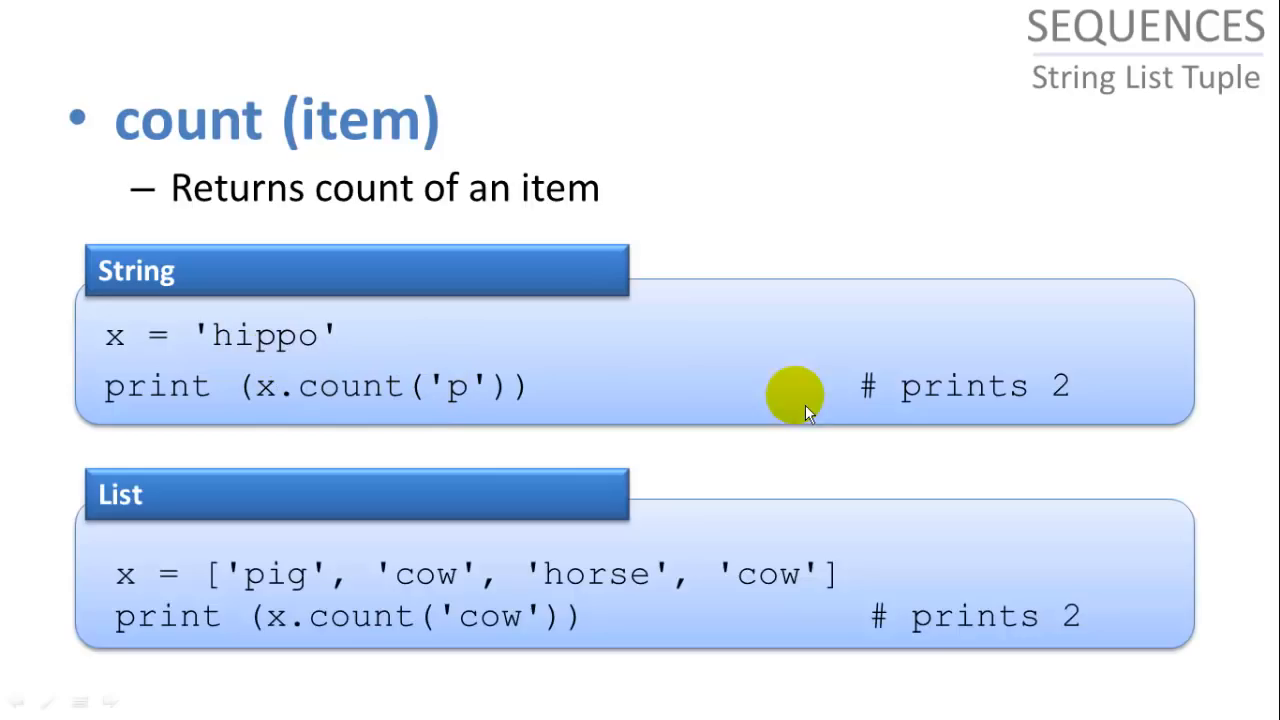 SEQUENCES
String List Tuple
• count (item)
– Returns count of an item
String
x = 'hippo'
print (x.count('p')) # prints 2
List
x = ['pig', 'cow', 'horse', 'cow']
print (x.count('cow')) # prints 2